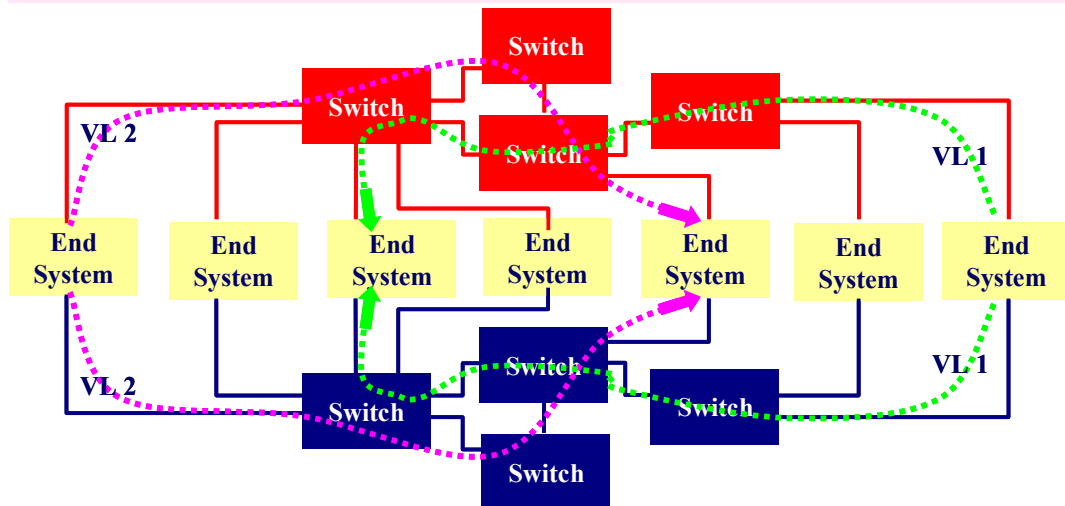 Switch
Switch
Switch
Switch
VL 2
VL 1
End
System
End
System
End
System
End
System
End
System
End
System
End
System
VL 2
VL 1
Switch
Switch
Switch
Switch